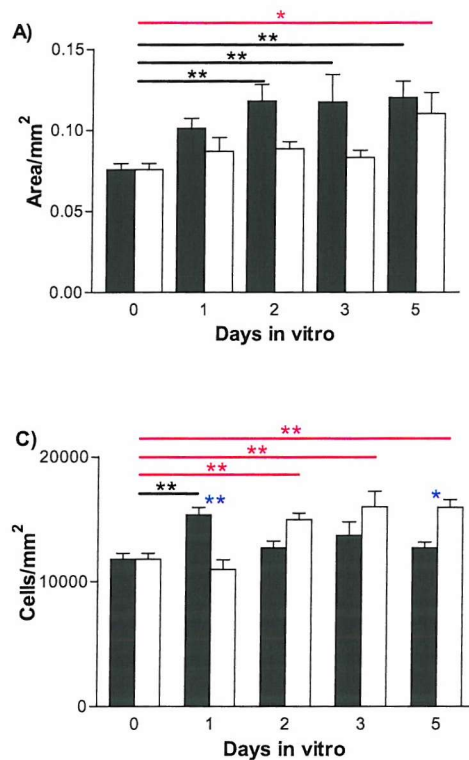 A)
*
**
**
**
0.15
0.10
0.05
0.00
Area/mm²
0 1 2 3 5
Days in vitro
C)
**
**
**
** **
*
20000
10000
0
Cells/mm²
0 1 2 3 5
Days in vitro